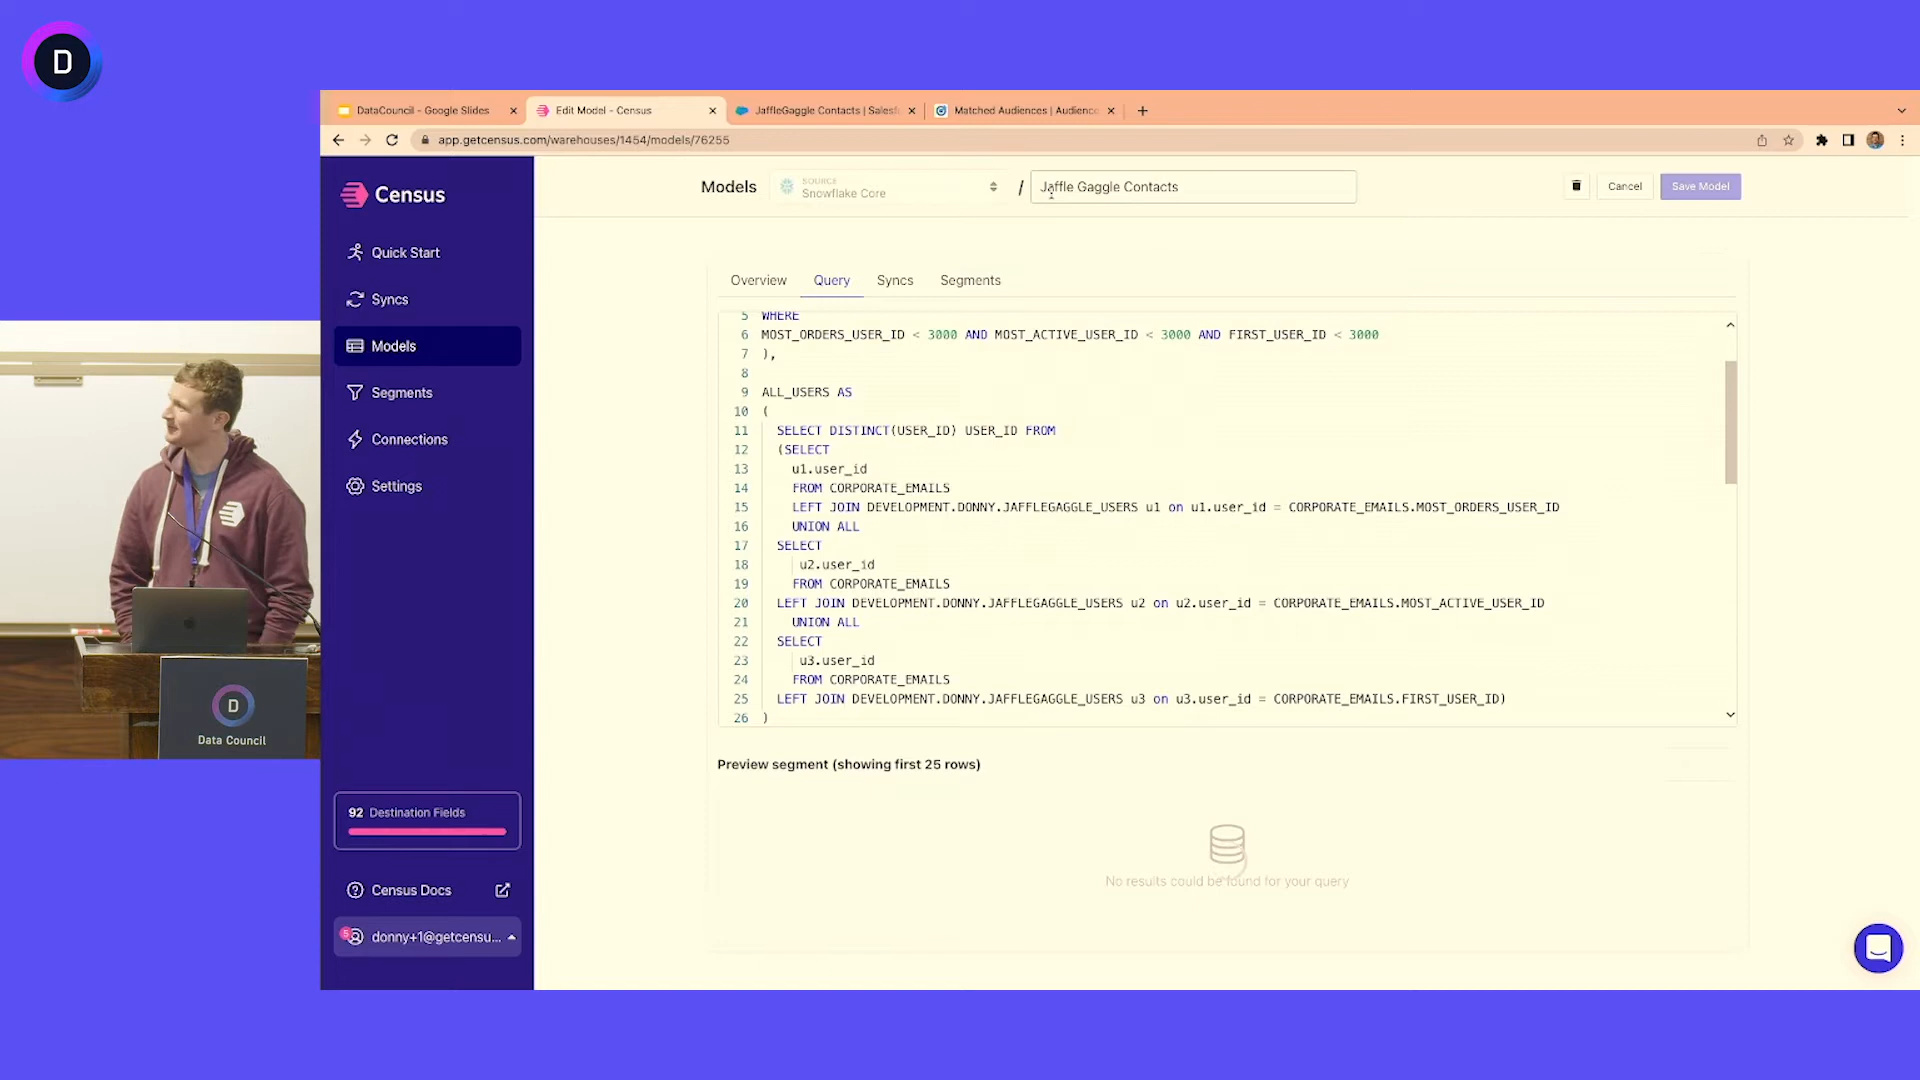 D
DataCouncil - Google Slides
Edit Model - Census
JaffleGaggle Contacts | Salesf
Matched Audiences | Audience
app.getcensus.com/warehouses/1454/models/76255
Census
Quick Start
Syncs
Models
Segments
Connections
Settings
92 Destination Fields
Census Docs
5 donny+1@getcensu...
Models
SOURCE
Snowflake Core
/
Jaffle Gaggle Contacts
Cancel
Save Model
Overview
Query
Syncs
Segments
5 WHERE
6 MOST_ORDERS_USER_ID < 3000 AND MOST_ACTIVE_USER_ID < 3000 AND FIRST_USER_ID < 3000
7 ),
8
9 ALL_USERS AS
10 (
11 SELECT DISTINCT(USER_ID) USER_ID FROM
12 (SELECT
13 u1.user_id
14 FROM CORPORATE_EMAILS
15 LEFT JOIN DEVELOPMENT.DONNY.JAFFLEGAGGLE_USERS u1 on u1.user_id = CORPORATE_EMAILS.MOST_ORDERS_USER_ID
16 UNION ALL
17 SELECT
18 u2.user_id
19 FROM CORPORATE_EMAILS
20 LEFT JOIN DEVELOPMENT.DONNY.JAFFLEGAGGLE_USERS u2 on u2.user_id = CORPORATE_EMAILS.MOST_ACTIVE_USER_ID
21 UNION ALL
22 SELECT
23 u3.user_id
24 FROM CORPORATE_EMAILS
25 LEFT JOIN DEVELOPMENT.DONNY.JAFFLEGAGGLE_USERS u3 on u3.user_id = CORPORATE_EMAILS.FIRST_USER_ID)
26 )
Preview segment (showing first 25 rows)
No results could be found for your query
D
Data Council